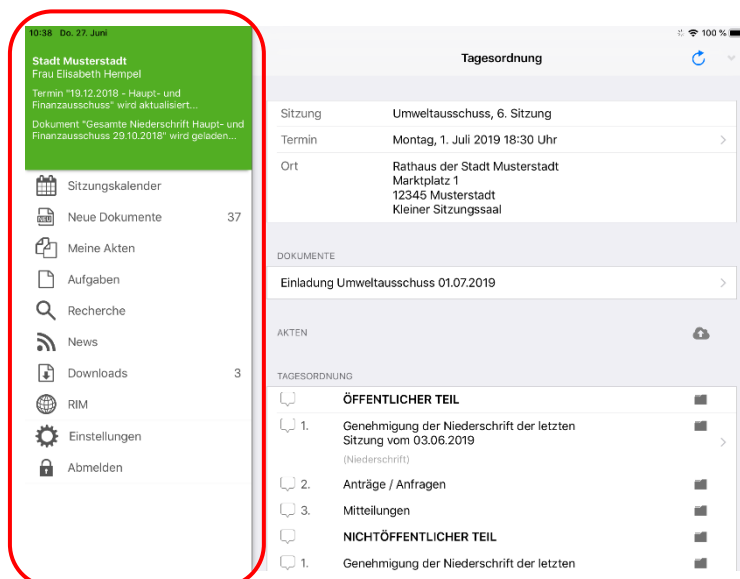 10:38 Do. 27. Juni
100 %
Stadt Musterstadt
Frau Elisabeth Hempel
Termin "19.12.2018 - Haupt- und
Finanzausschuss" wird aktualisiert...
Dokument "Gesamte Niederschrift Haupt- und
Finanzausschuss 29.10.2018" wird geladen...
Sitzungskalender
NEU Neue Dokumente 37
Meine Akten
Aufgaben
Recherche
News
Downloads 3
RIM
Einstellungen
Abmelden
Tagesordnung
Sitzung Umweltausschuss, 6. Sitzung
Termin Montag, 1. Juli 2019 18:30 Uhr
Ort Rathaus der Stadt Musterstadt
Marktplatz 1
12345 Musterstadt
Kleiner Sitzungssaal
DOKUMENTE
Einladung Umweltausschuss 01.07.2019
AKTEN
TAGESORDNUNG
ÖFFENTLICHER TEIL
1. Genehmigung der Niederschrift der letzten
Sitzung vom 03.06.2019
(Niederschrift)
2. Anträge / Anfragen
3. Mitteilungen
NICHTÖFFENTLICHER TEIL
1. Genehmigung der Niederschrift der letzten